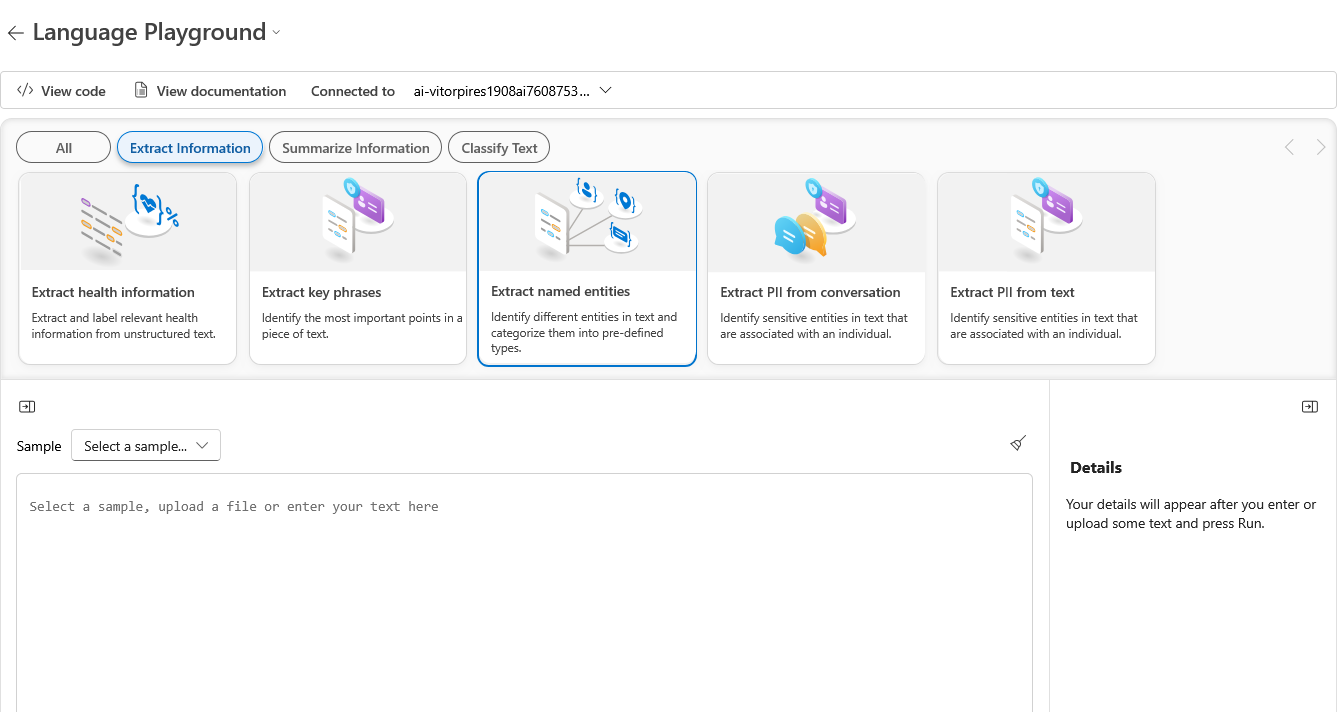 Language Playground
</> View code
View documentation
Connected to
ai-vitorpires1908ai7608753...
All
Extract Information
Summarize Information
Classify Text
Extract health information
Extract and label relevant health
information from unstructured text.
Extract key phrases
Identify the most important points in a
piece of text.
Extract named entities
Identify different entities in text and
categorize them into pre-defined
types.
Extract PII from conversation
Identify sensitive entities in text that
are associated with an individual.
Extract PII from text
Identify sensitive entities in text that
are associated with an individual.
Sample
Select a sample...
Select a sample, upload a file or enter your text here
Details
Your details will appear after you enter or
upload some text and press Run.